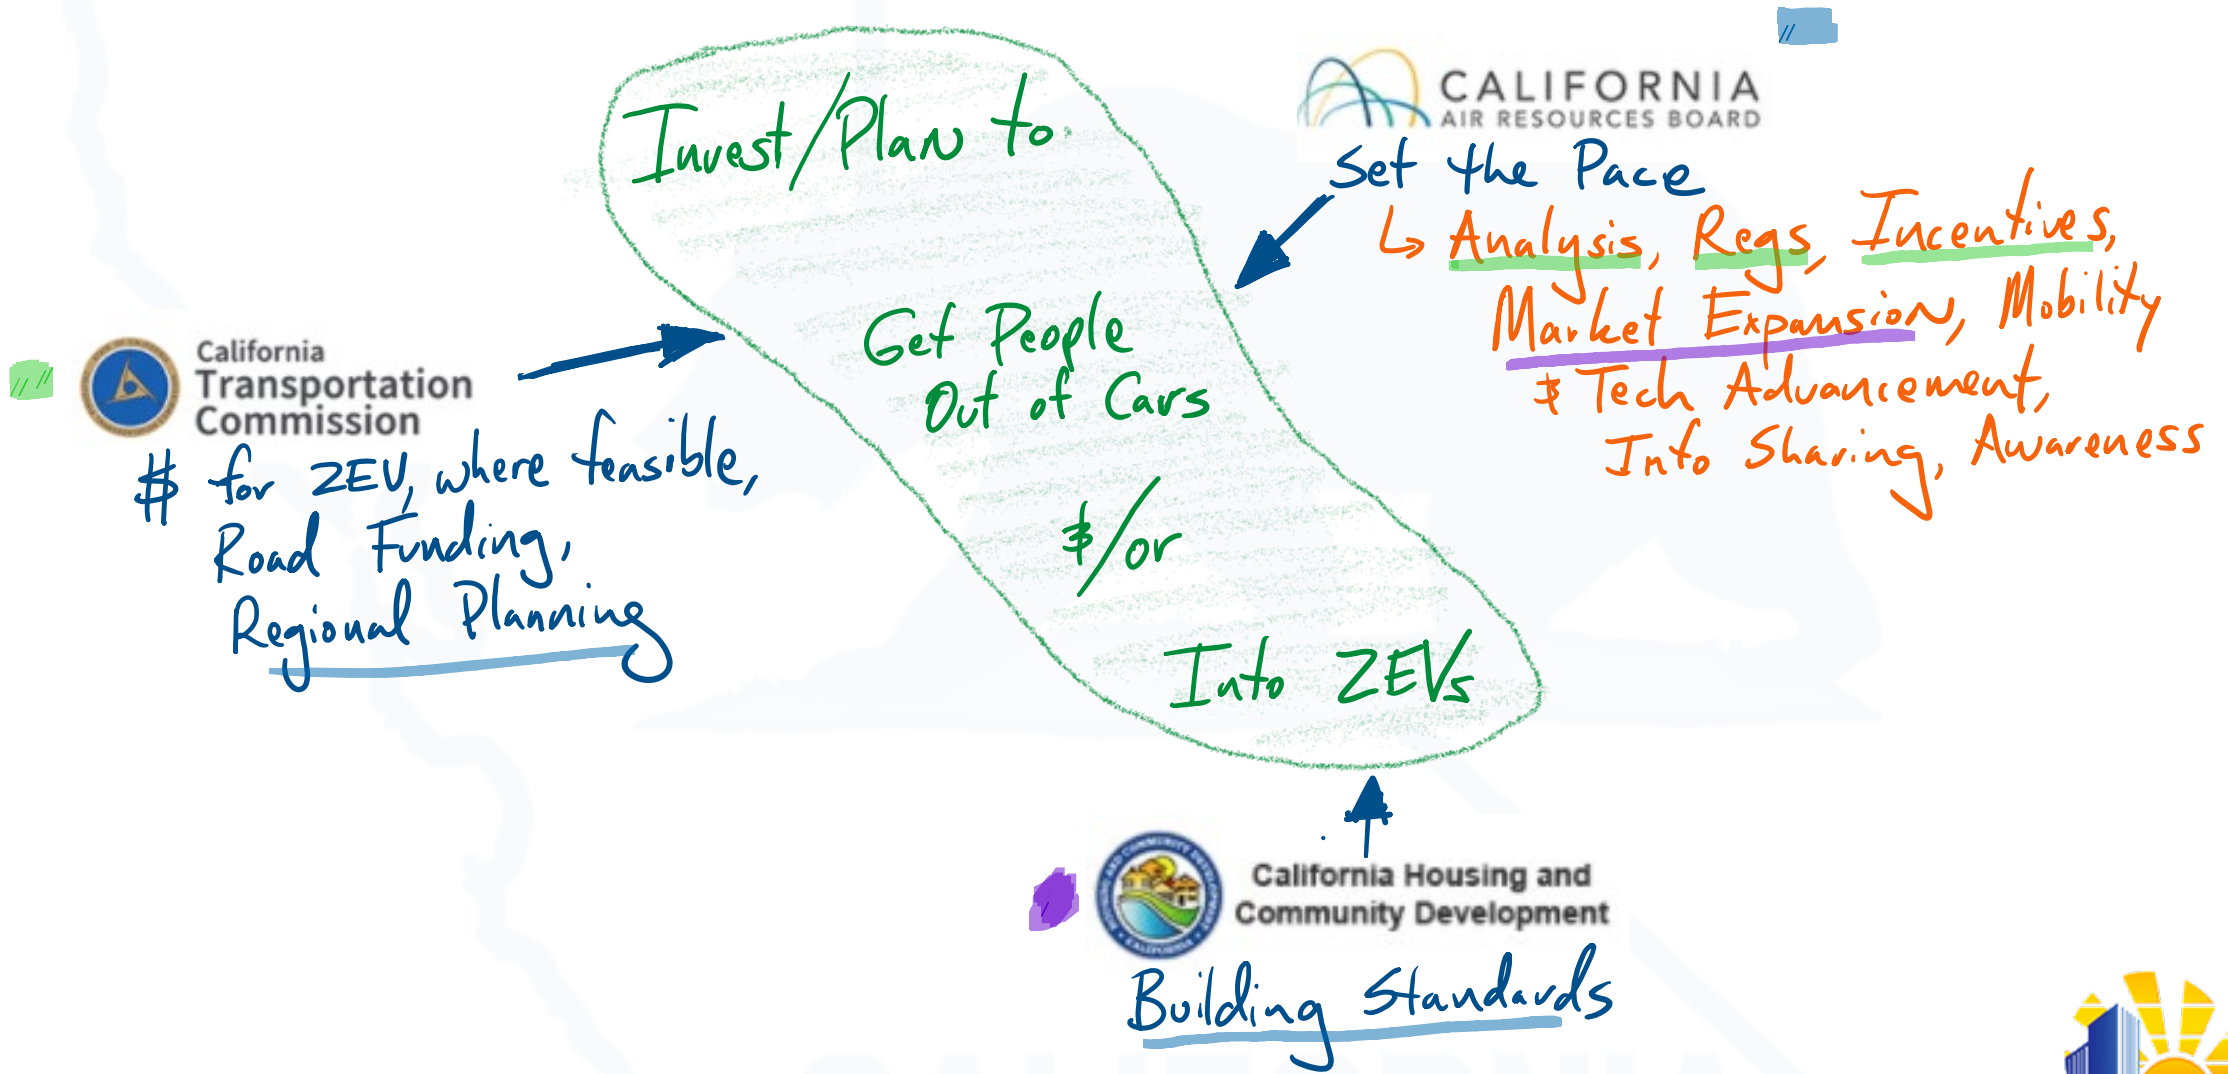 Invest/Plan to
Get People
Out of Cars
&/or
Into ZEVs
CALIFORNIA
AIR RESOURCES BOARD
Set the Pace
↳ Analysis, Regs, Incentives,
Market Expansion, Mobility
& Tech Advancement,
Info Sharing, Awareness
California
Transportation
Commission
$ for ZEV, where feasible,
Road Funding,
Regional Planning
California Housing and
Community Development
Building Standards